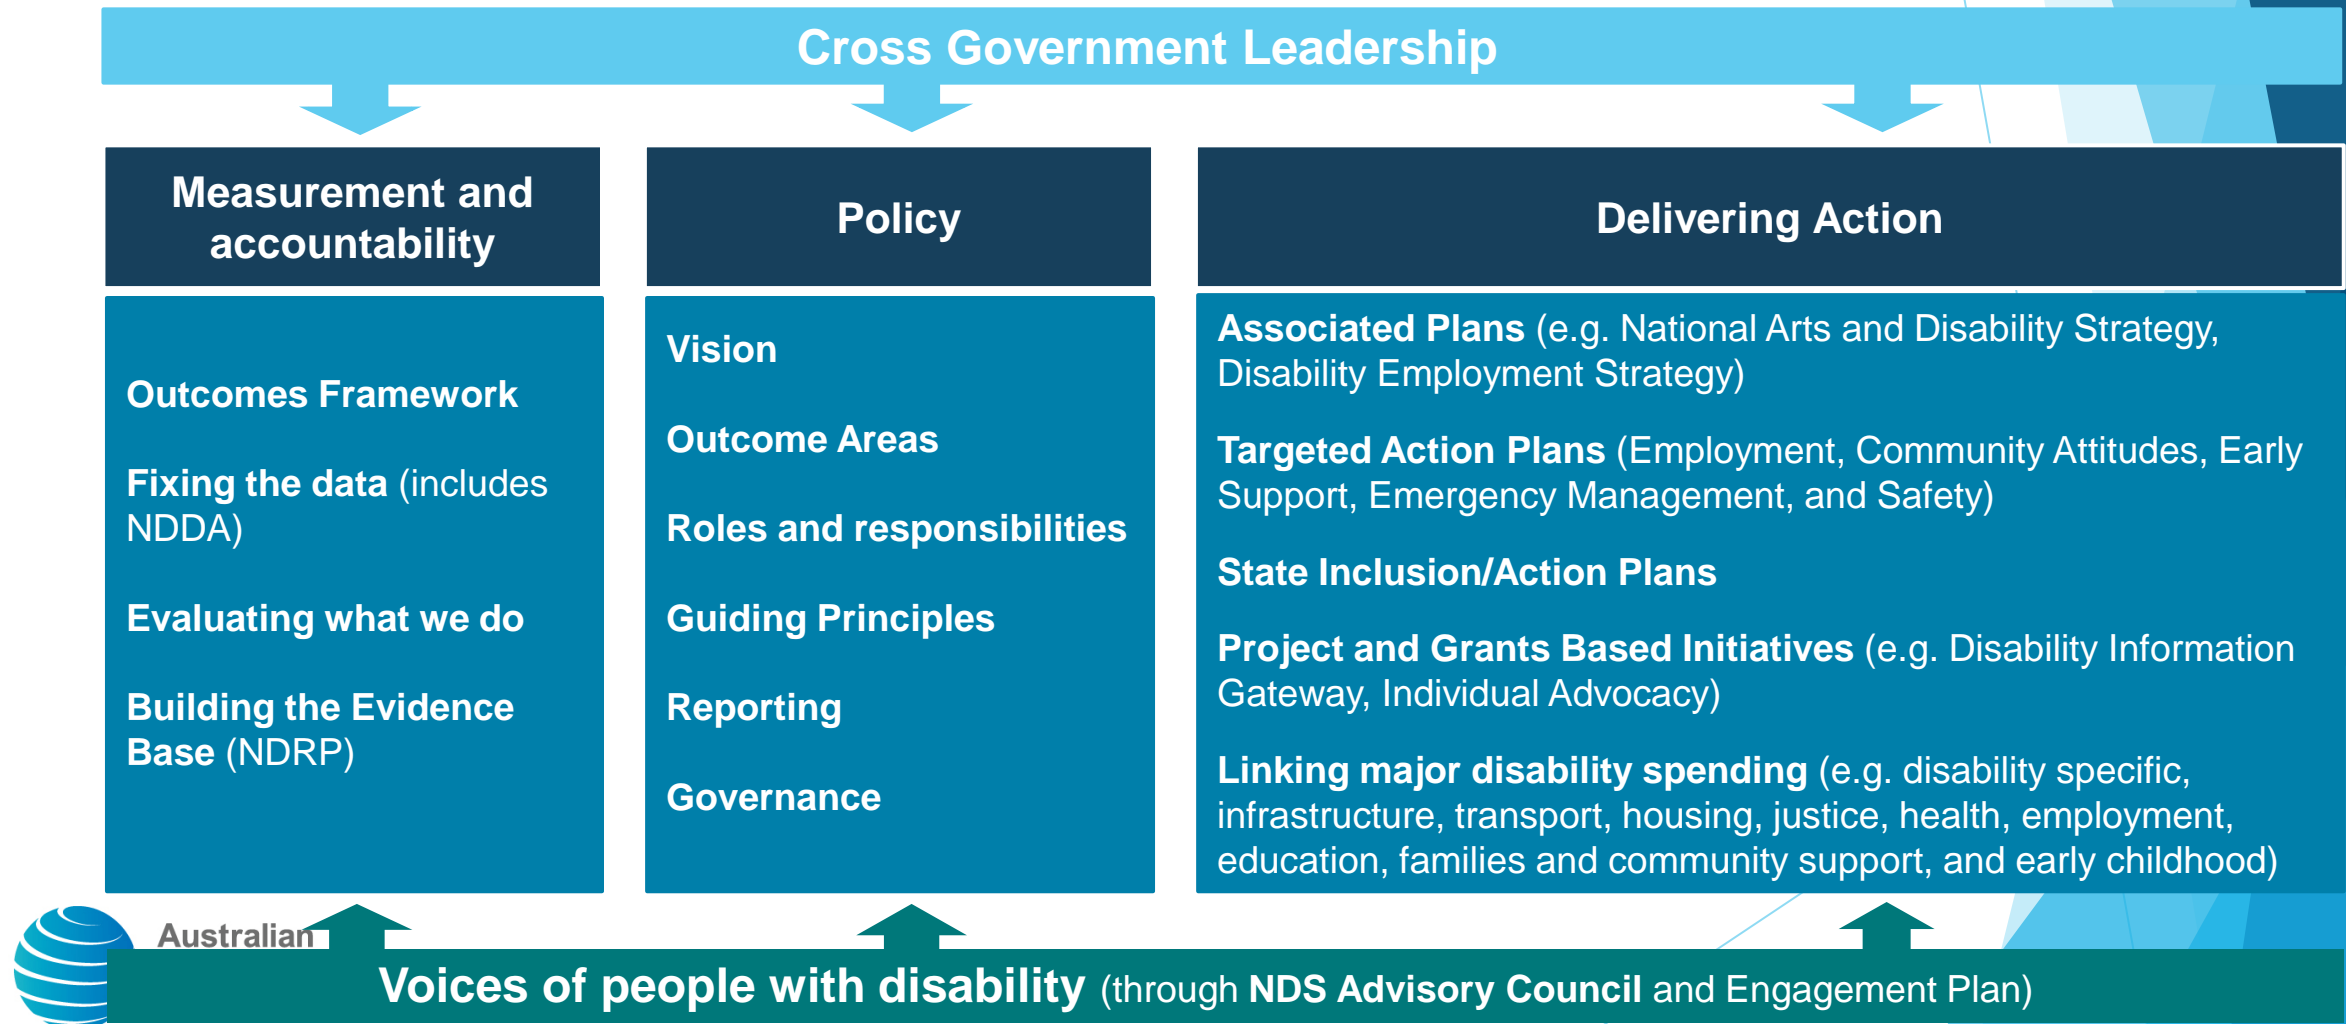 Cross Government Leadership
Measurement and
accountability
Outcomes Framework
Fixing the data (includes
NDDA)
Evaluating what we do
Building the Evidence
Base (NDRP)
Policy
Vision
Outcome Areas
Roles and responsibilities
Guiding Principles
Reporting
Governance
Delivering Action
Associated Plans (e.g. National Arts and Disability Strategy,
Disability Employment Strategy)
Targeted Action Plans (Employment, Community Attitudes, Early
Support, Emergency Management, and Safety)
State Inclusion/Action Plans
Project and Grants Based Initiatives (e.g. Disability Information
Gateway, Individual Advocacy)
Linking major disability spending (e.g. disability specific,
infrastructure, transport, housing, justice, health, employment,
education, families and community support, and early childhood)
Australian
Voices of people with disability (through NDS Advisory Council and Engagement Plan)